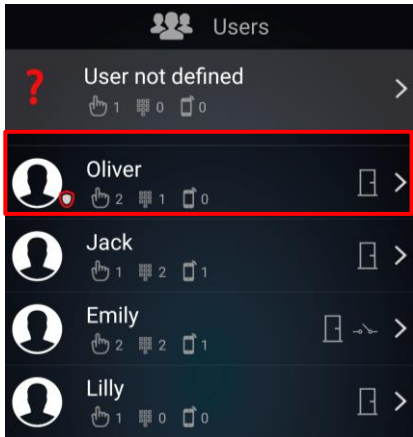 Users
User not defined
1 0 0
Oliver
2 1 0
Jack
1 2 1
Emily
2 2 1
Lilly
1 0 0